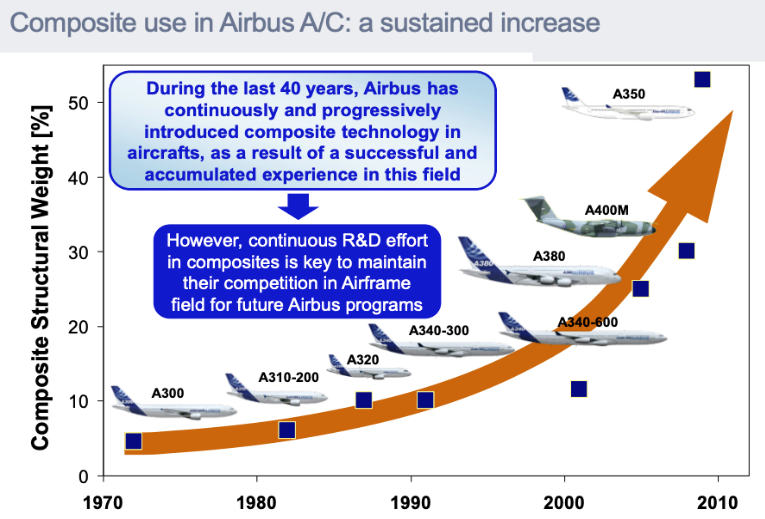 Composite use in Airbus A/C: a sustained increase
During the last 40 years, Airbus has
continuously and progressively
introduced composite technology in
aircrafts, as a result of a successful and
accumulated experience in this field
However, continuous R&D effort
in composites is key to maintain
their competition in Airframe
field for future Airbus programs
Composite Structural Weight [%]
50
40
30
20
10
0
A350
A400M
A380
A340-600
A340-300
A320
A310-200
A300
1970
1980
1990
2000
2010